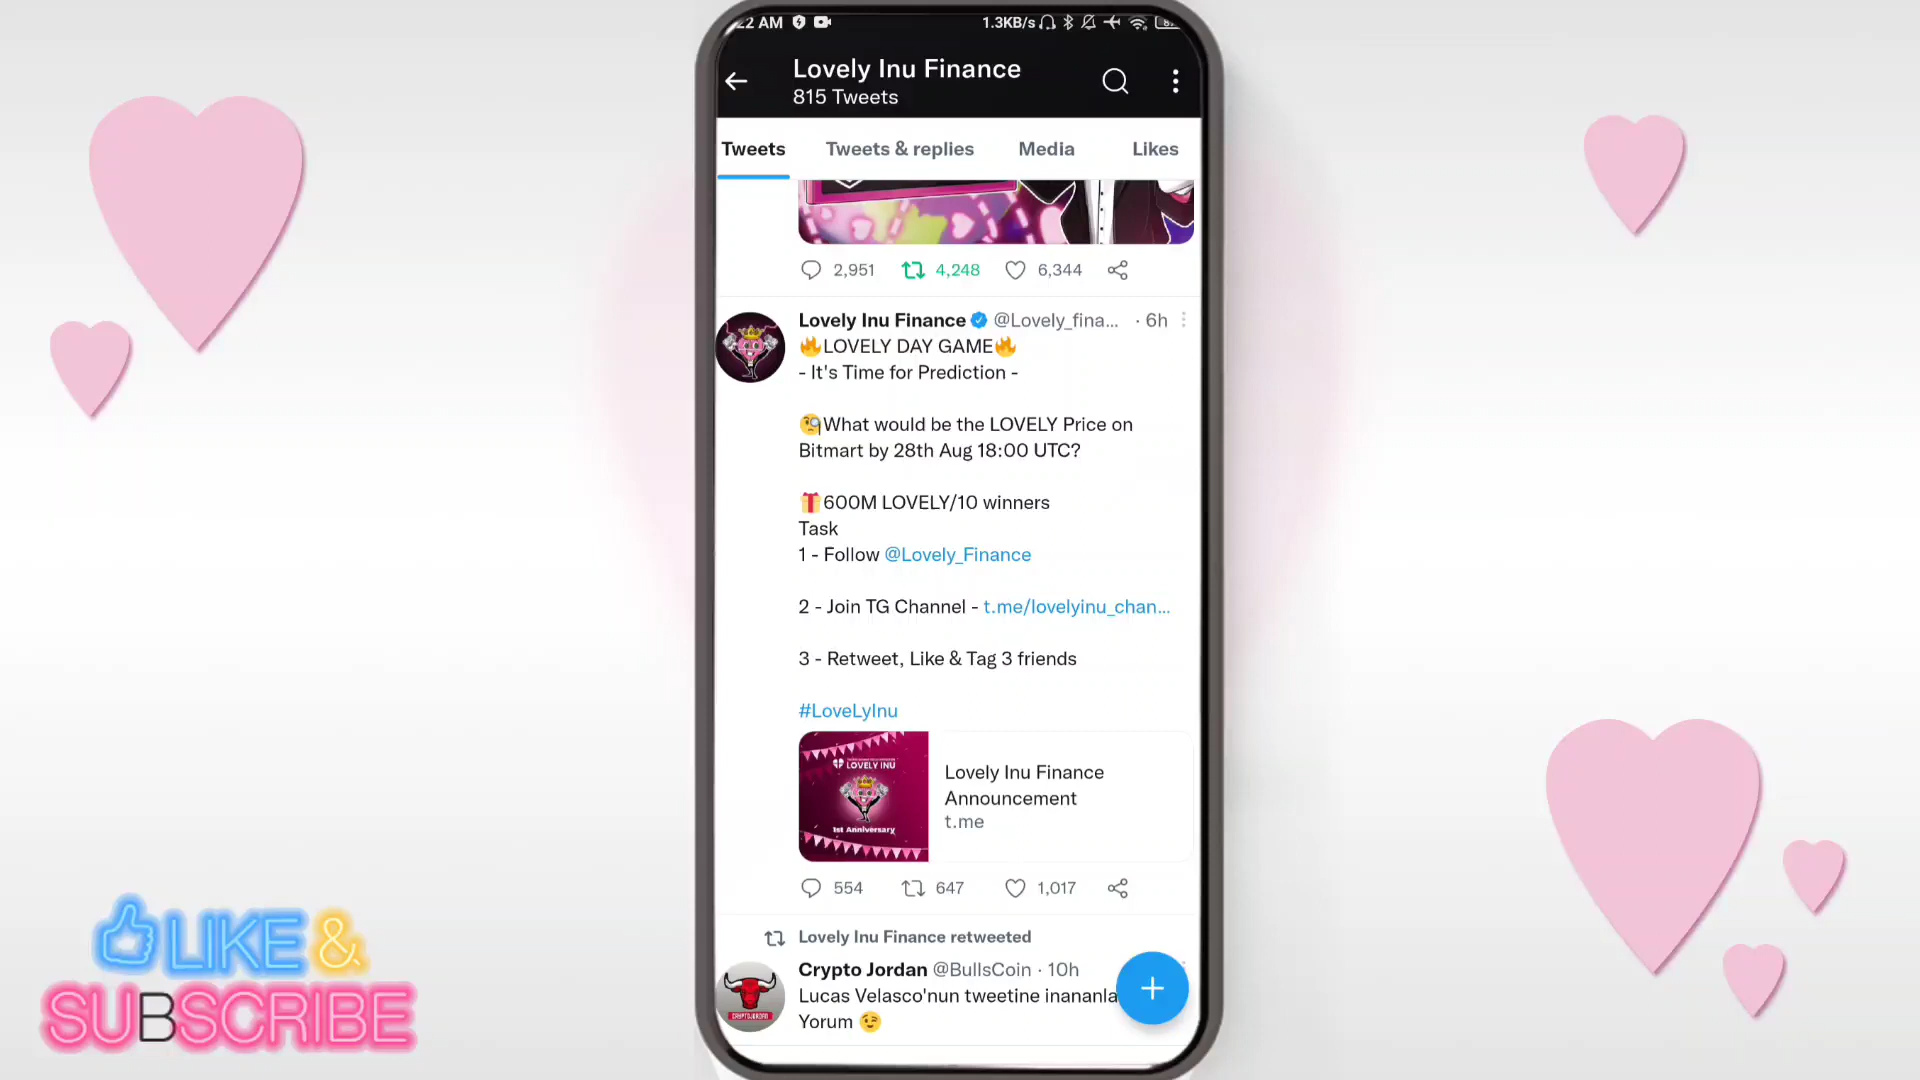 22 AM
1.3KB/s
Lovely Inu Finance
815 Tweets
Tweets
Tweets & replies
Media
Likes
2,951
4,248
6,344
Lovely Inu Finance @Lovely_fina... · 6h
🔥LOVELY DAY GAME🔥
- It's Time for Prediction -
🧐What would be the LOVELY Price on
Bitmart by 28th Aug 18:00 UTC?
🎁600M LOVELY/10 winners
Task
1 - Follow @Lovely_Finance
2 - Join TG Channel - t.me/lovelyinu_chan...
3 - Retweet, Like & Tag 3 friends
#LoveLyInu
LOVELY INU
1st Anniversary
Lovely Inu Finance
Announcement
t.me
554
647
1,017
Lovely Inu Finance retweeted
Crypto Jordan @BullsCoin · 10h
Lucas Velasco'nun tweetine inananla
Yorum 😉
CRYPTOJORDAN
LIKE &
SUBSCRIBE